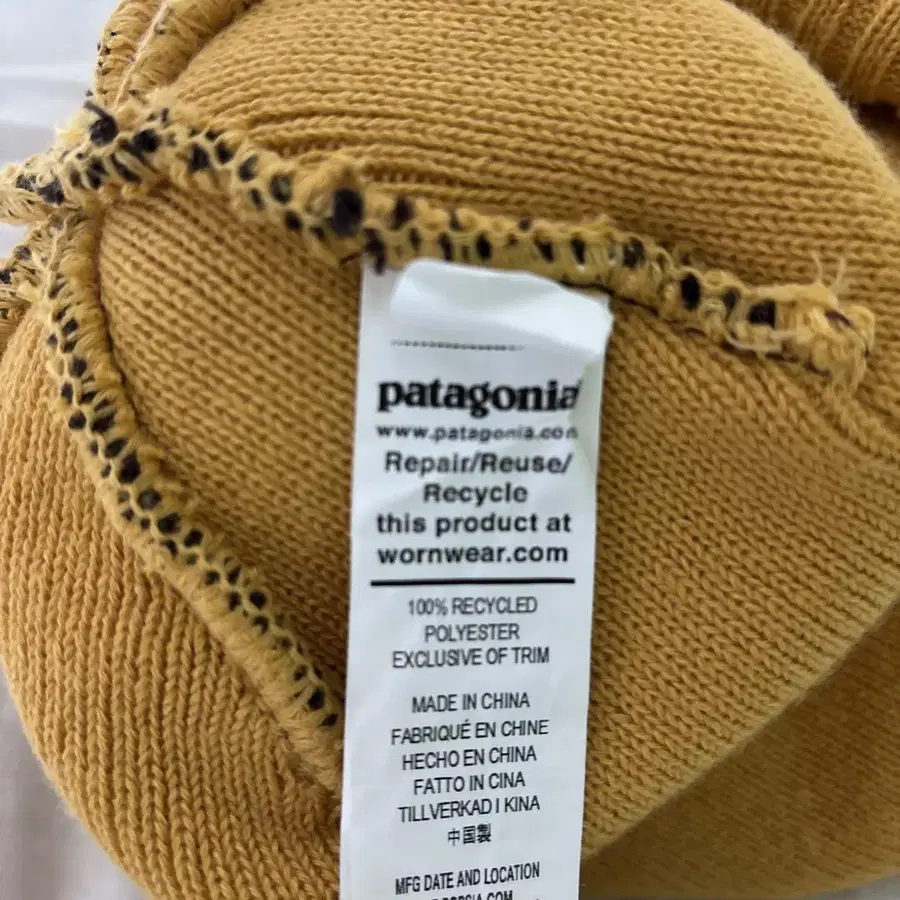 patagonia
www.patagonia.com
Repair/Reuse/
Recycle
this product at
wornwear.com
100% RECYCLED
POLYESTER
EXCLUSIVE OF TRIM
MADE IN CHINA
FABRIQUÉ EN CHINE
HECHO EN CHINA
FATTO IN CINA
TILLVERKAD I KINA
中国製
MFG DATE AND LOCATION